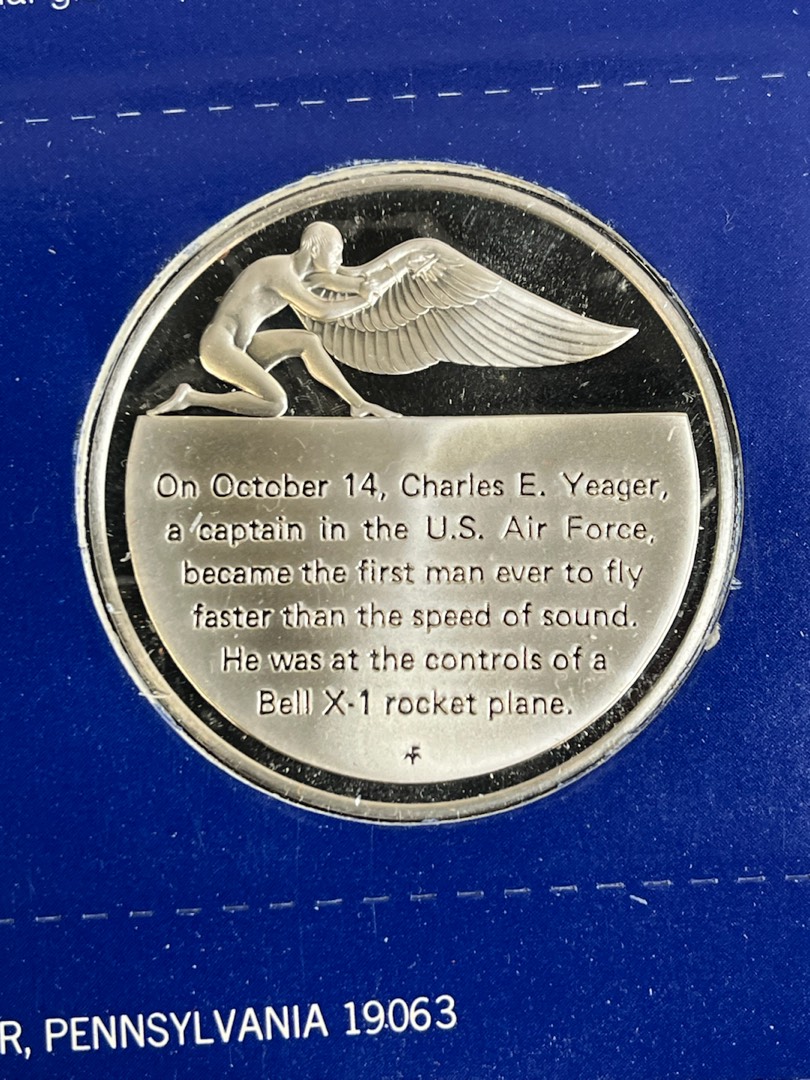 On October 14, Charles E. Yeager,
a captain in the U.S. Air Force,
became the first man ever to fly
faster than the speed of sound.
He was at the controls of a
Bell X-1 rocket plane.
R, PENNSYLVANIA 19063